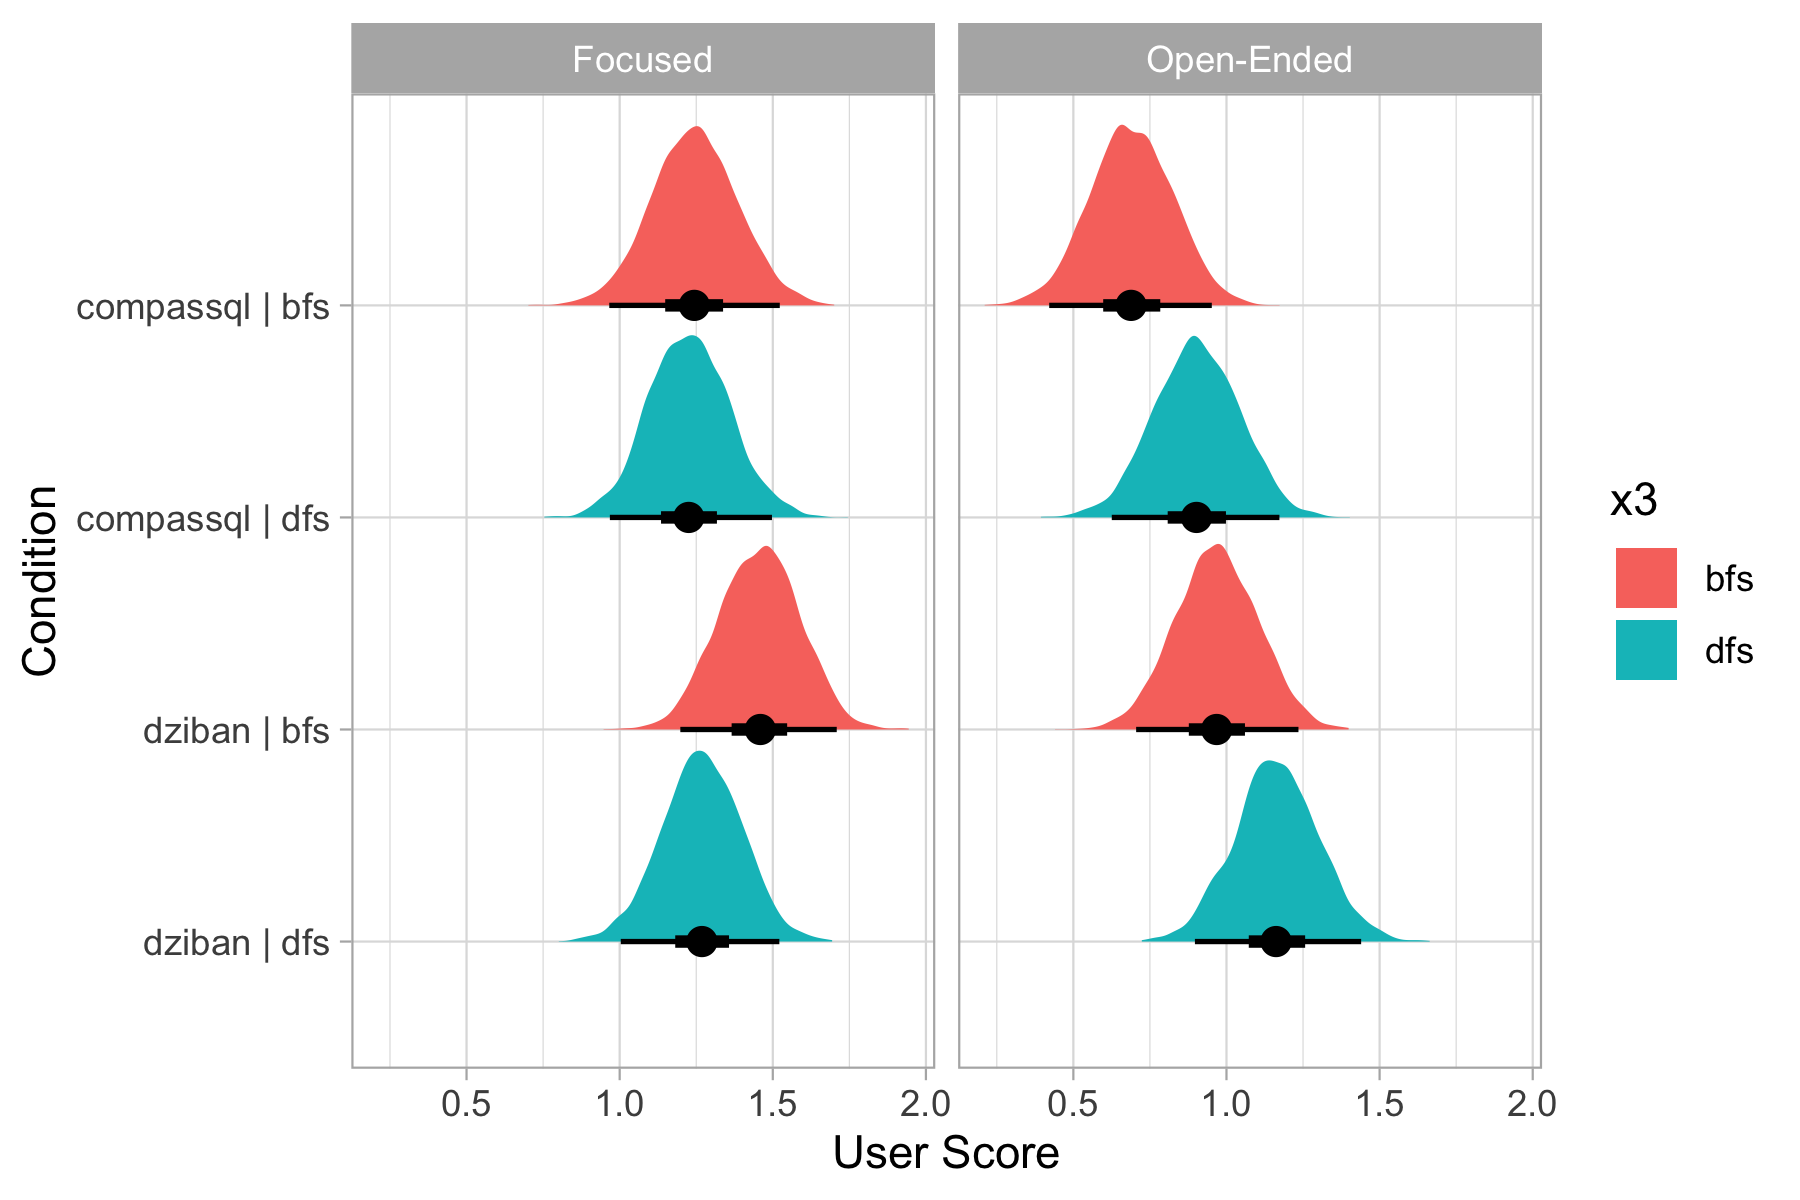 Focused
Open-Ended
compassql | bfs
compassql | dfs
dziban | bfs
dziban | dfs
Condition
0.5 1.0 1.5 2.0
0.5 1.0 1.5 2.0
User Score
x3
bfs
dfs